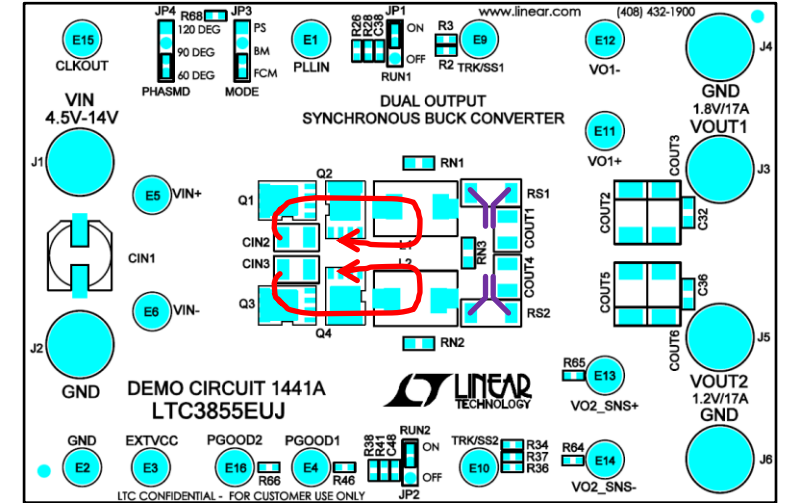 www.linear.com
(408) 432-1900
JP4
R68
JP3
E15
CLKOUT
120 DEG
90 DEG
60 DEG
PHASMD
PS
BM
FCM
MODE
E1
PLLIN
R26
R28
C38
JP1
ON
OFF
RUN1
R3
R2
E9
TRK/SS1
E12
VO1-
J4
GND
1.8V/17A
VOUT1
VIN
4.5V-14V
DUAL OUTPUT
SYNCHRONOUS BUCK CONVERTER
E11
VO1+
J1
J3
E5
VIN+
Q1
Q2
RN1
RS1
COUT1
COUT2
COUT3
C32
CIN1
CIN2
L1
RN3
CIN3
L2
COUT4
COUT5
COUT6
C36
E6
VIN-
Q3
Q4
RN2
RS2
J2
GND
J5
VOUT2
1.2V/17A
GND
R65
E13
VO2_SNS+
DEMO CIRCUIT 1441A
LTC3855EUJ
LINEAR
TECHNOLOGY
GND
E2
EXTVCC
E3
PGOOD2
E16
R66
PGOOD1
E4
R46
R38
R41
C48
RUN2
ON
OFF
JP2
TRK/SS2
E10
R34
R37
R36
R64
E14
VO2_SNS-
J6
LTC CONFIDENTIAL - FOR CUSTOMER USE ONLY